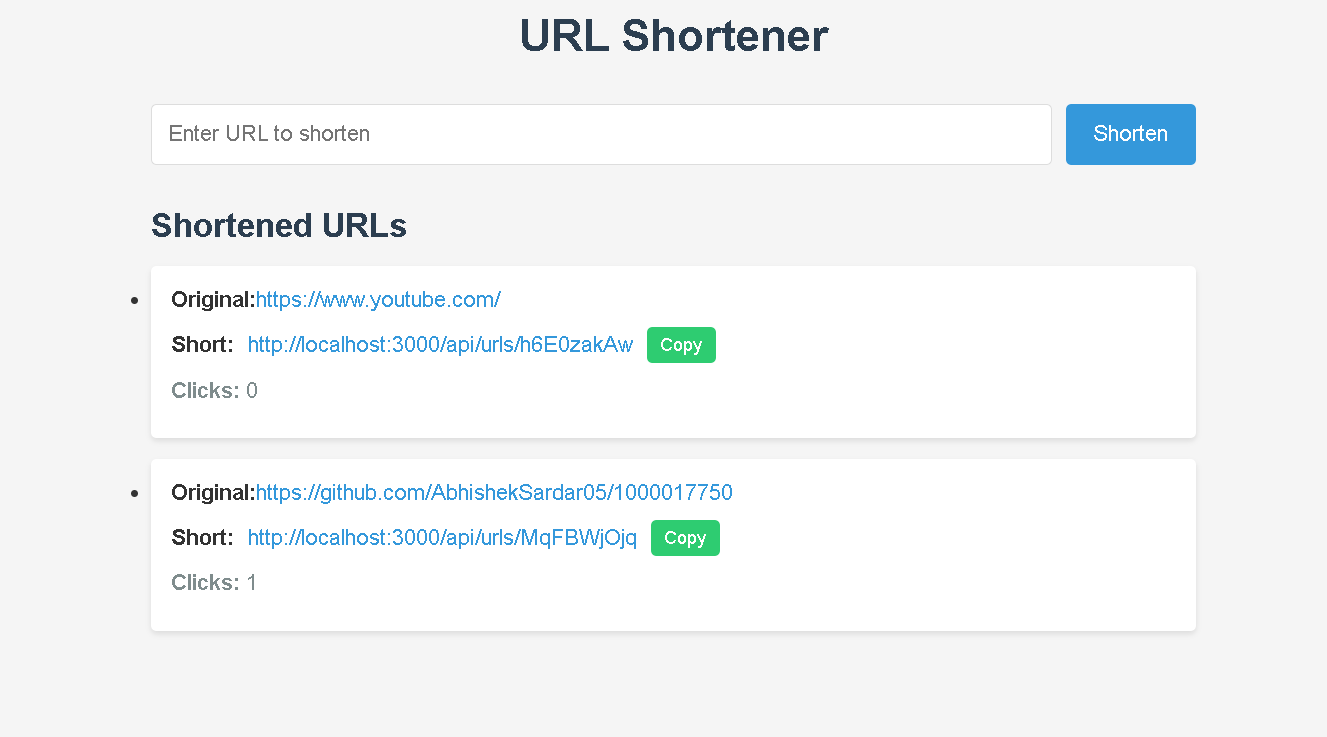 URL Shortener
Enter URL to shorten
Shorten
Shortened URLs
Original:https://www.youtube.com/
Short: http://localhost:3000/api/urls/h6E0zakAw Copy
Clicks: 0
Original:https://github.com/AbhishekSardar05/1000017750
Short: http://localhost:3000/api/urls/MqFBWjOjq Copy
Clicks: 1